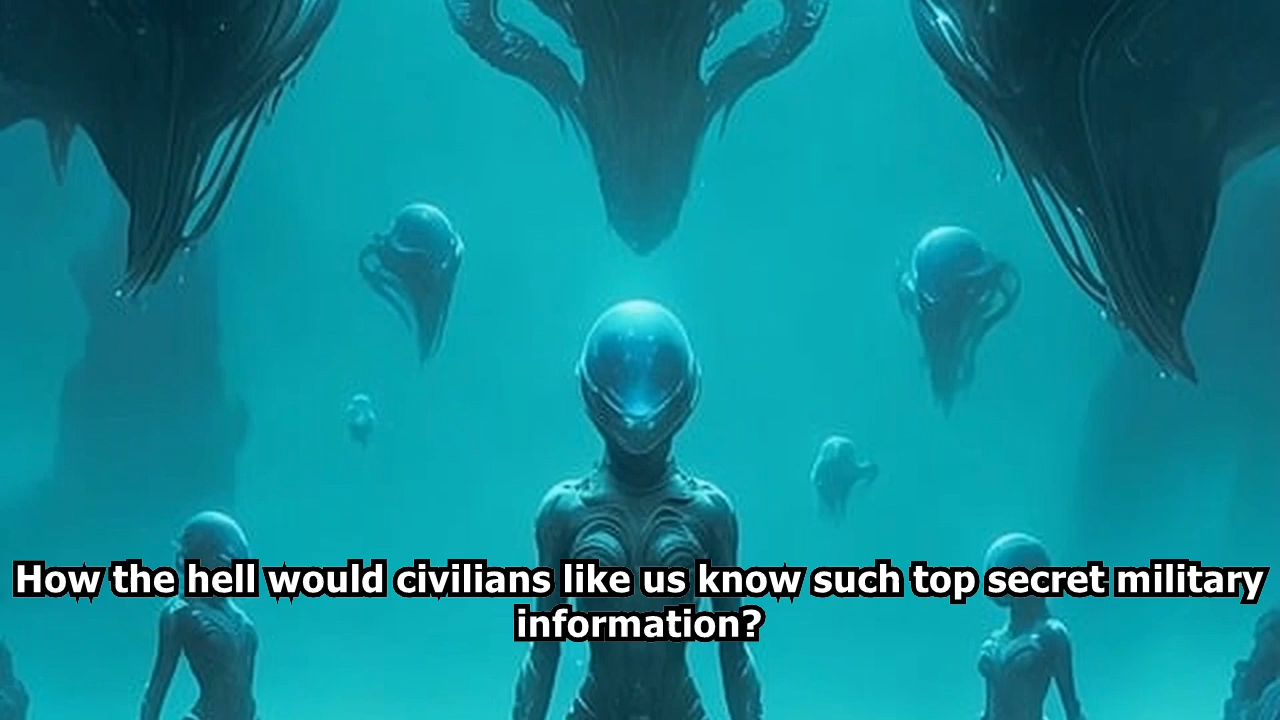 How the hell would civilians like us know such top secret military
information?